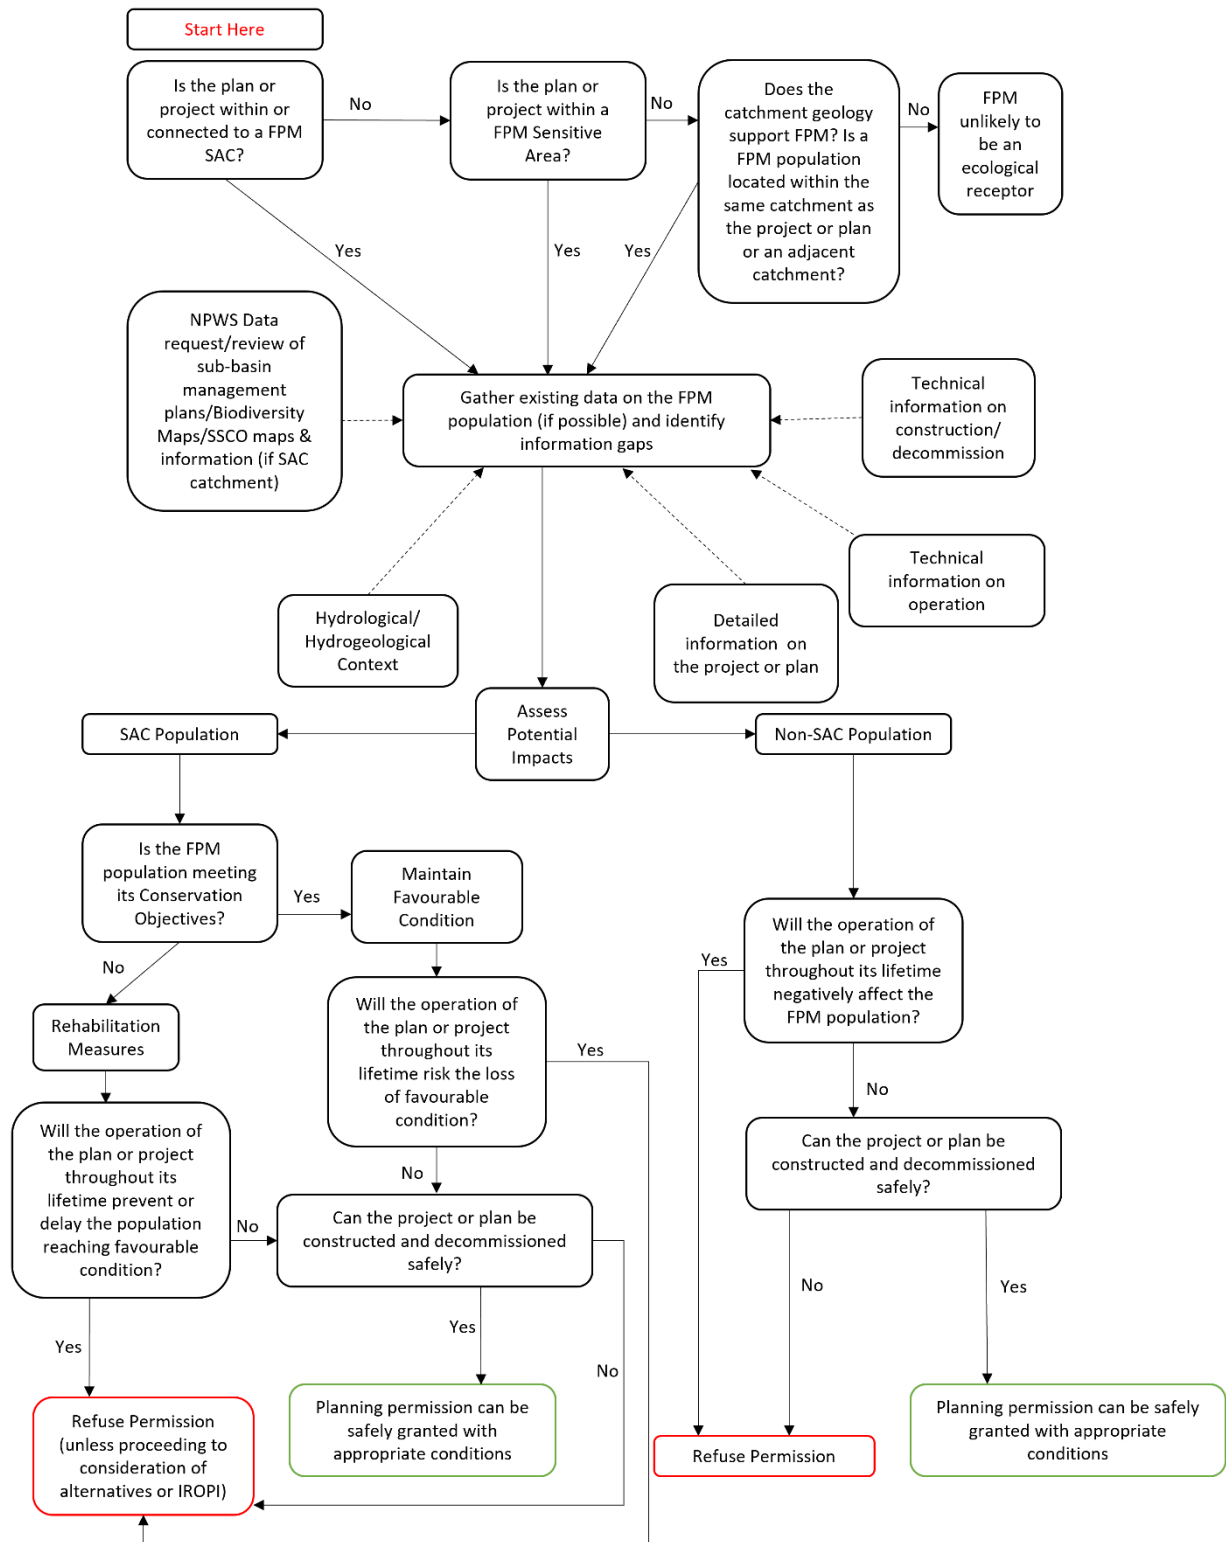 Start Here
Is the plan or
project within or
connected to a FPM
SAC?
No
Is the plan or
project within a
FPM Sensitive
Area?
No
Does the
catchment geology
support FPM? Is a
FPM population
located within the
same catchment as
the project or plan
or an adjacent
catchment?
No
FPM
unlikely to
be an
ecological
receptor
Yes
Yes
Yes
NPWS Data
request/review of
sub-basin
management
plans/Biodiversity
Maps/SSCO maps &
information (if SAC
catchment)
Gather existing data on the FPM
population (if possible) and identify
information gaps
Technical
information on
construction/
decommission
Technical
information on
operation
Hydrological/
Hydrogeological
Context
Detailed
information on
the project or plan
Assess
Potential
Impacts
SAC Population
Non-SAC Population
Is the FPM
population meeting
its Conservation
Objectives?
Yes
Maintain
Favourable
Condition
No
Rehabilitation
Measures
Will the operation of
the plan or project
throughout its
lifetime risk the loss
of favourable
condition?
Yes
Will the operation of
the plan or project
throughout its lifetime
negatively affect the
FPM population?
Yes
No
Will the operation of
the plan or project
throughout its
lifetime prevent or
delay the population
reaching favourable
condition?
No
No
Can the project or plan be
constructed and decommissioned
safely?
Can the project or plan be
constructed and decommissioned
safely?
Yes
Yes
No
No
Yes
Refuse Permission
(unless proceeding to
consideration of
alternatives or IROPI)
Planning permission can be
safely granted with
appropriate conditions
Refuse Permission
Planning permission can be safely
granted with appropriate
conditions